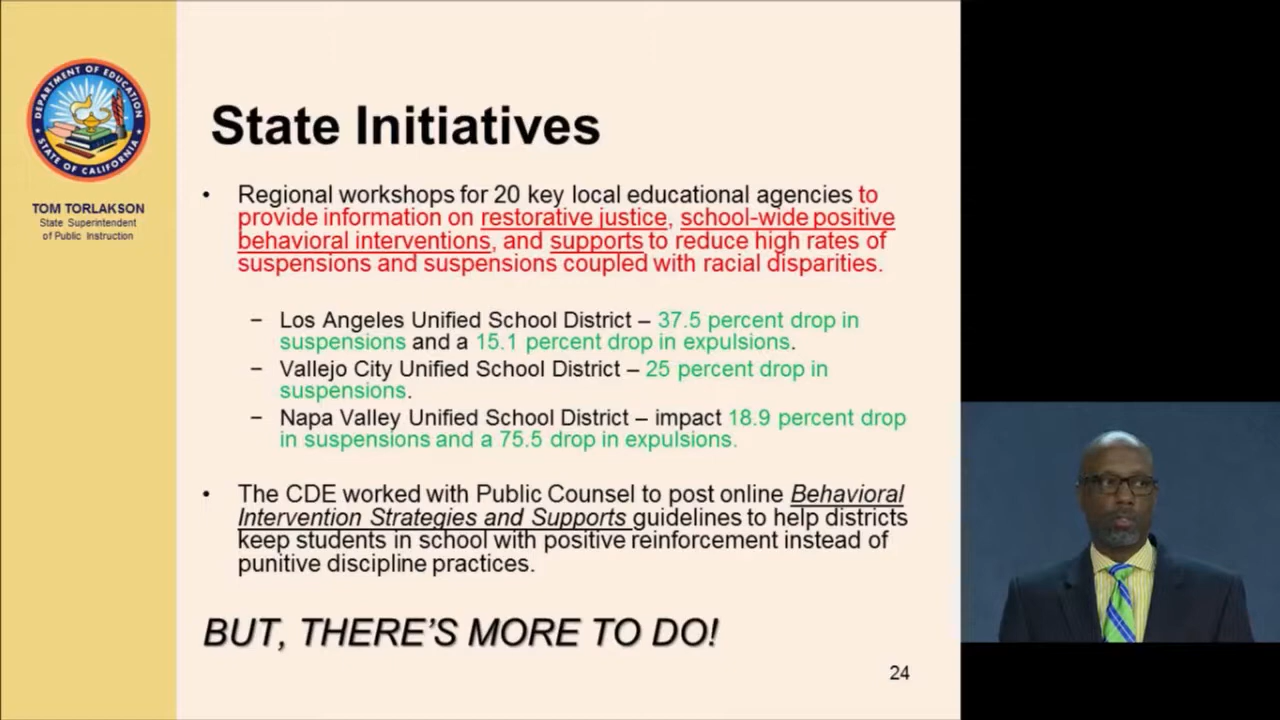 DEPARTMENT OF EDUCATION
STATE OF CALIFORNIA
TOM TORLAKSON
State Superintendent
of Public Instruction
State Initiatives
• Regional workshops for 20 key local educational agencies to
provide information on restorative justice, school-wide positive
behavioral interventions, and supports to reduce high rates of
suspensions and suspensions coupled with racial disparities.
– Los Angeles Unified School District – 37.5 percent drop in
suspensions and a 15.1 percent drop in expulsions.
– Vallejo City Unified School District – 25 percent drop in
suspensions.
– Napa Valley Unified School District – impact 18.9 percent drop
in suspensions and a 75.5 drop in expulsions.
• The CDE worked with Public Counsel to post online Behavioral
Intervention Strategies and Supports guidelines to help districts
keep students in school with positive reinforcement instead of
punitive discipline practices.
BUT, THERE'S MORE TO DO!
24